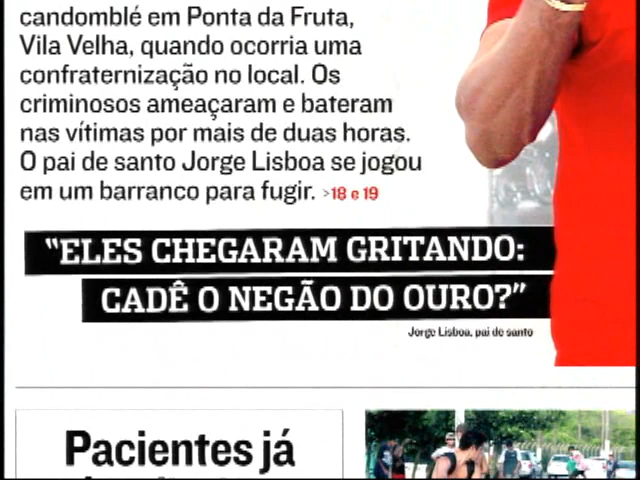 candomblé em Ponta da Fruta,
Vila Velha, quando ocorria uma
confraternização no local. Os
criminosos ameaçaram e bateram
nas vítimas por mais de duas horas.
O pai de santo Jorge Lisboa se jogou
em um barranco para fugir. >18 e 19
“ELES CHEGARAM GRITANDO:
CADÊ O NEGÃO DO OURO?”
Jorge Lisboa, pai de santo
Pacientes já